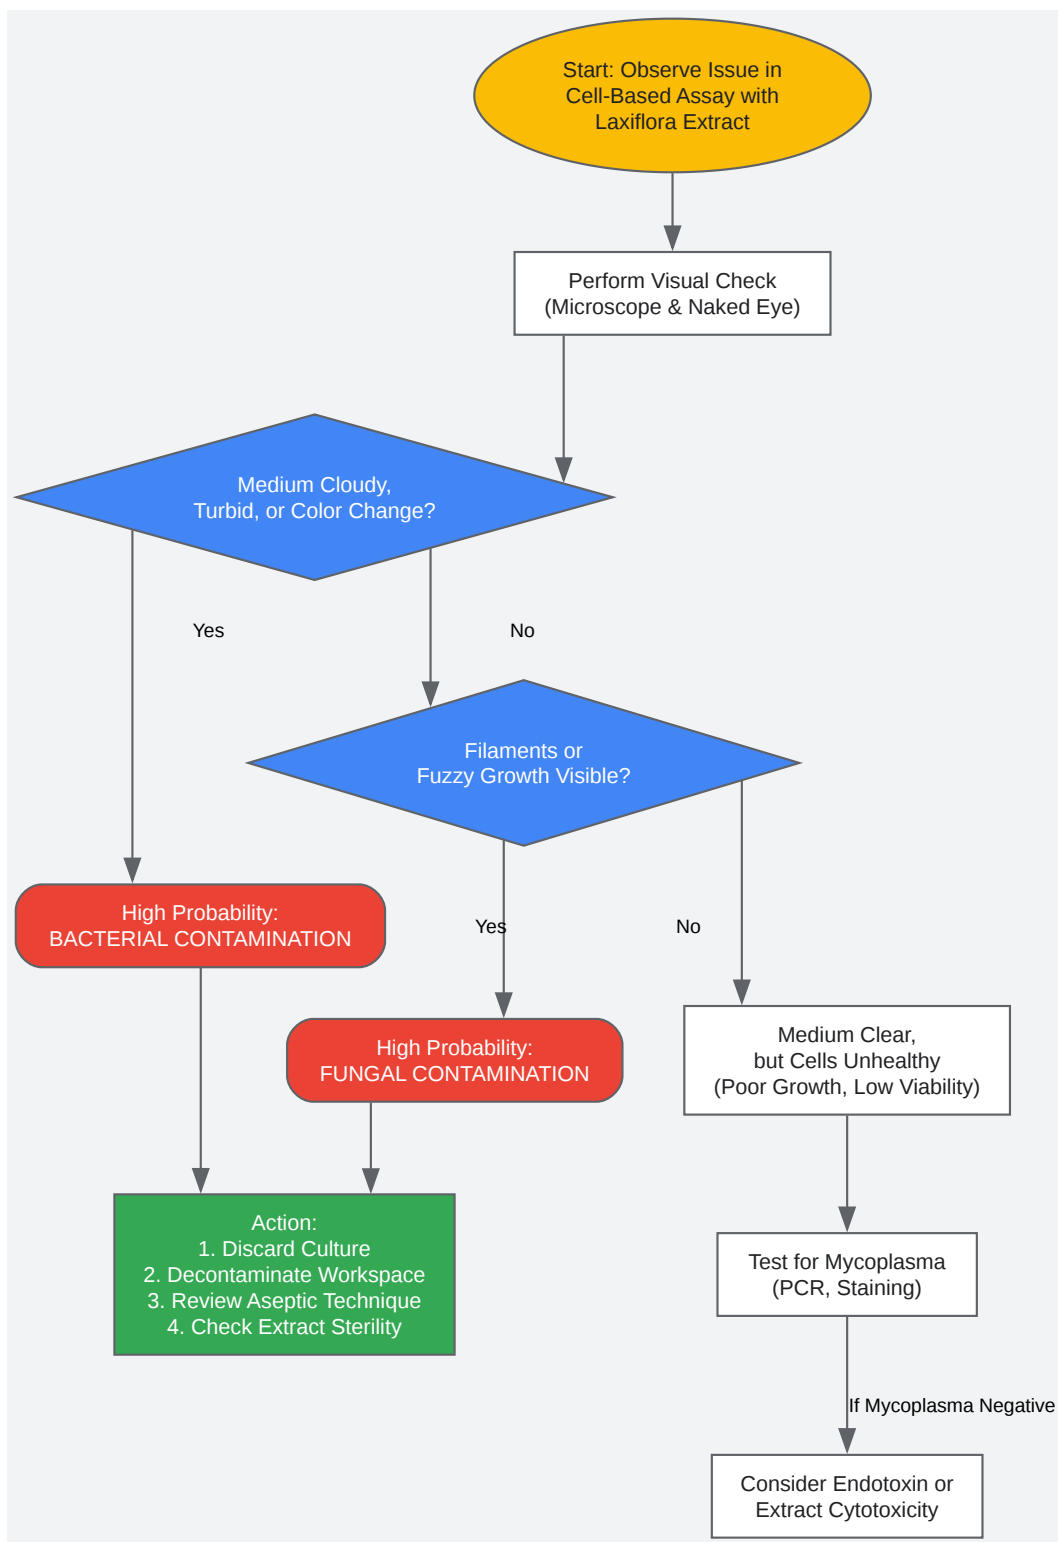 Start: Observe Issue in
Cell-Based Assay with
Laxiflora Extract
Perform Visual Check
(Microscope & Naked Eye)
Medium Cloudy,
Turbid, or Color Change?
Yes
No
Filaments or
Fuzzy Growth Visible?
High Probability:
BACTERIAL CONTAMINATION
Yes
No
High Probability:
FUNGAL CONTAMINATION
Medium Clear,
but Cells Unhealthy
(Poor Growth, Low Viability)
Action:
1. Discard Culture
2. Decontaminate Workspace
3. Review Aseptic Technique
4. Check Extract Sterility
Test for Mycoplasma
(PCR, Staining)
If Mycoplasma Negative
Consider Endotoxin or
Extract Cytotoxicity